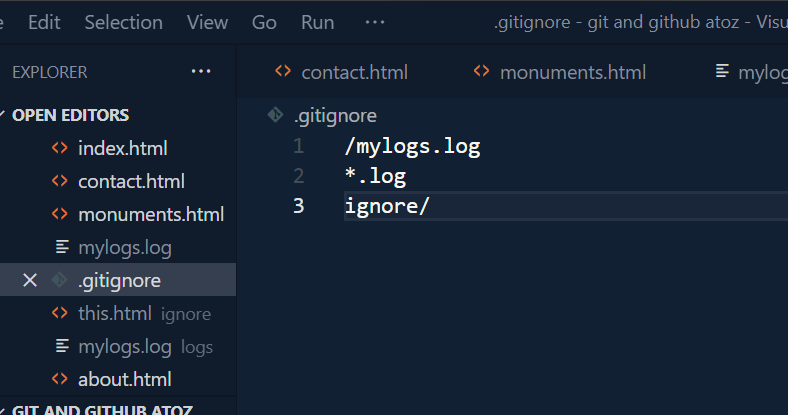 Edit Selection View Go Run ··· .gitignore - git and github atoz - Visu
EXPLORER ···
contact.html monuments.html mylog
OPEN EDITORS
index.html
contact.html
monuments.html
mylogs.log
.gitignore
this.html ignore
mylogs.log logs
about.html
GIT AND GITHUB ATOZ
.gitignore
1 /mylogs.log
2 *.log
3 ignore/